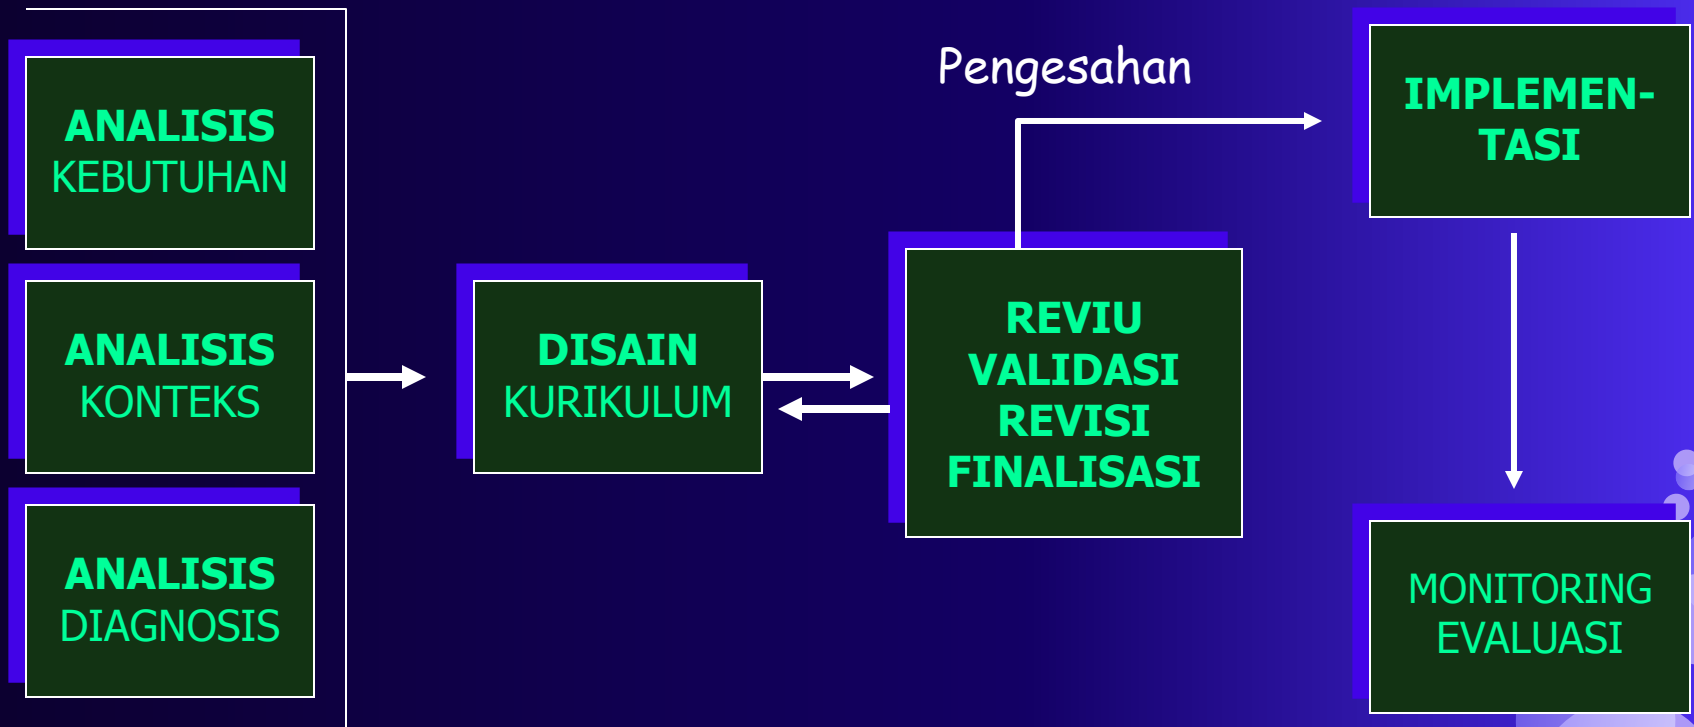 ANALISIS
KEBUTUHAN
ANALISIS
KONTEKS
ANALISIS
DIAGNOSIS
DISAIN
KURIKULUM
REVIU
VALIDASI
REVISI
FINALISASI
Pengesahan
IMPLEMEN-
TASI
MONITORING
EVALUASI